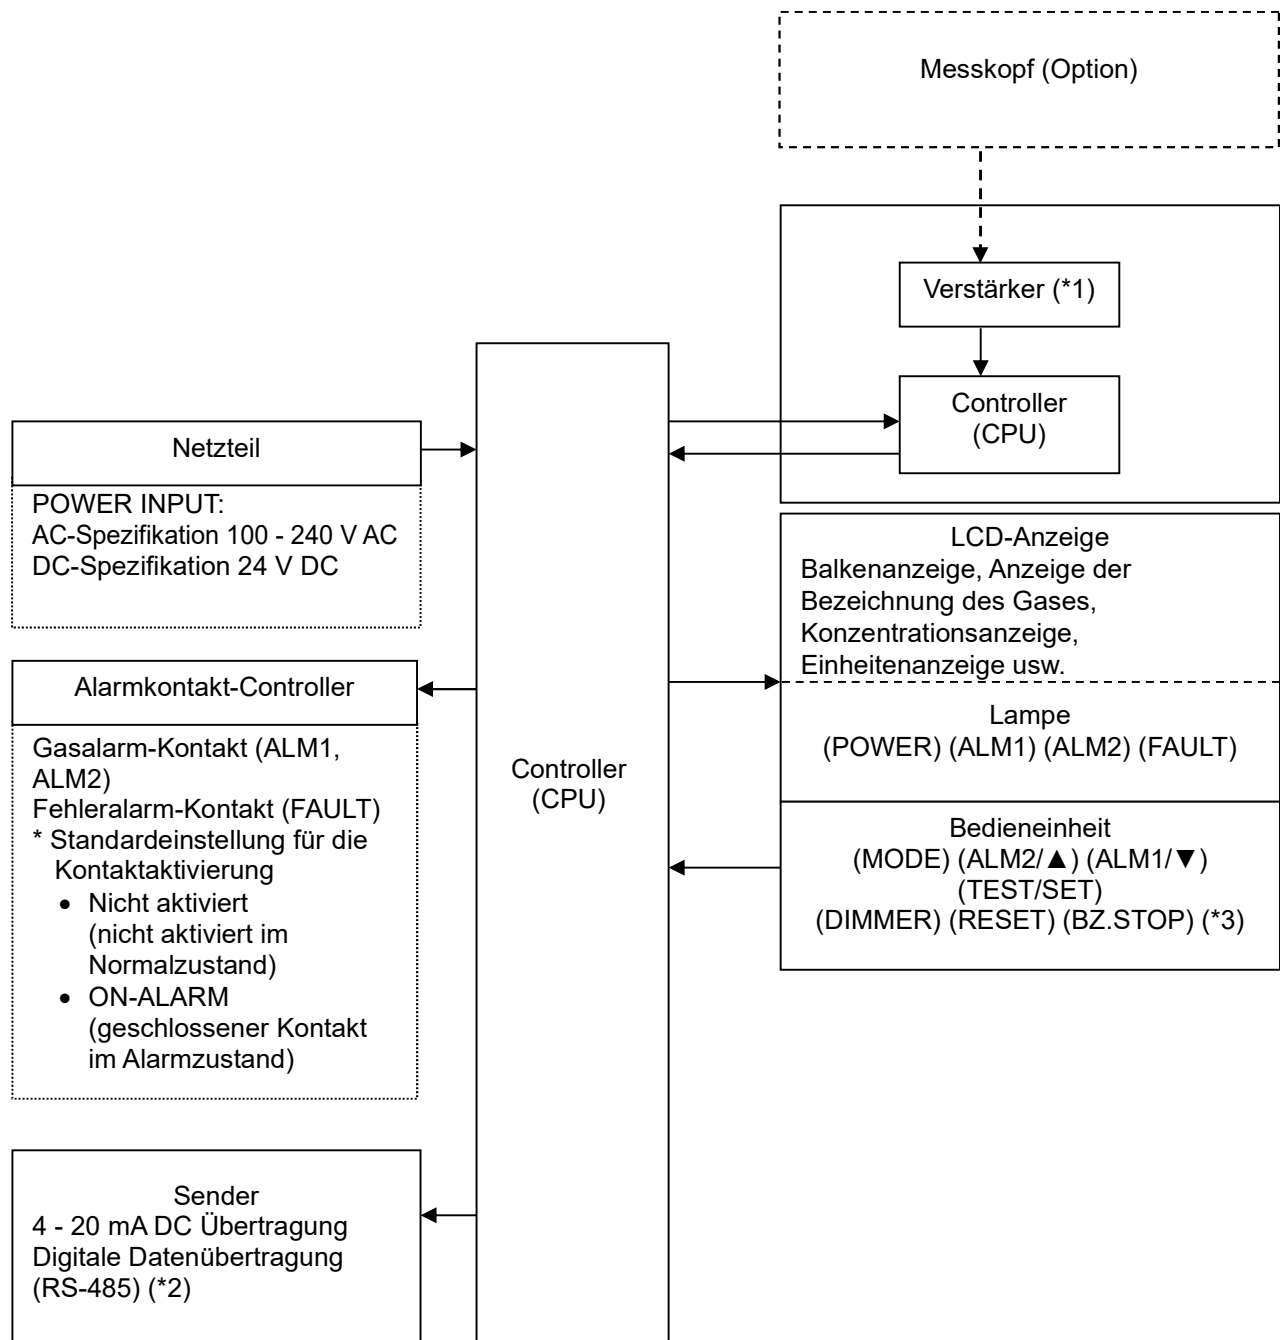 Messkopf (Option)
Verstärker (*1)
Controller
(CPU)
Netzteil
POWER INPUT:
AC-Spezifikation 100 - 240 V AC
DC-Spezifikation 24 V DC
Alarmkontakt-Controller
Gasalarm-Kontakt (ALM1,
ALM2)
Fehleralarm-Kontakt (FAULT)
* Standardeinstellung für die
Kontaktaktivierung
• Nicht aktiviert
(nicht aktiviert im
Normalzustand)
• ON-ALARM
(geschlossener Kontakt
im Alarmzustand)
Sender
4 - 20 mA DC Übertragung
Digitale Datenübertragung
(RS-485) (*2)
Controller
(CPU)
LCD-Anzeige
Balkenanzeige, Anzeige der
Bezeichnung des Gases,
Konzentrationsanzeige,
Einheitenanzeige usw.
Lampe
(POWER) (ALM1) (ALM2) (FAULT)
Bedieneinheit
(MODE) (ALM2/▲) (ALM1/▼)
(TEST/SET)
(DIMMER) (RESET) (BZ.STOP) (*3)